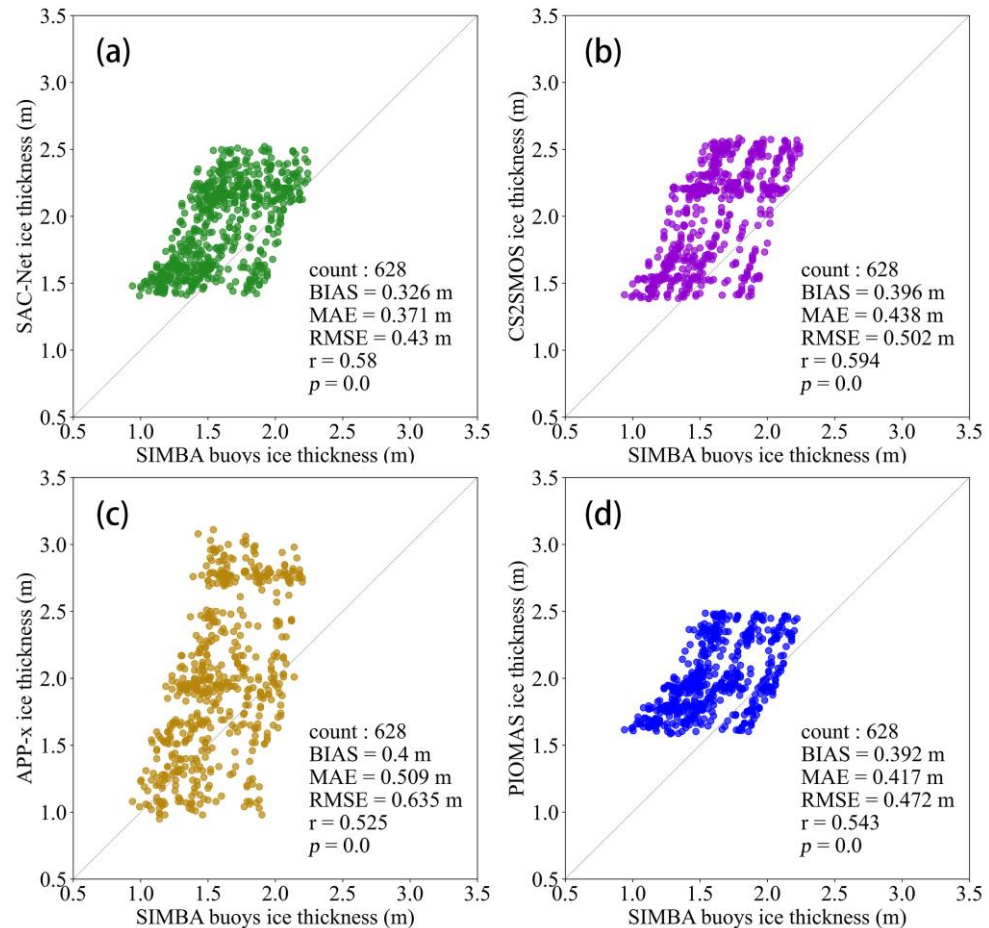 (a)
3.5
3.0
2.5
2.0
1.5
1.0
0.5
SAC-Net ice thickness (m)
count : 628
BIAS = 0.326 m
MAE = 0.371 m
RMSE = 0.43 m
r = 0.58
p = 0.0
0.5 1.0 1.5 2.0 2.5 3.0 3.5
SIMBA buoys ice thickness (m)
(b)
3.5
3.0
2.5
2.0
1.5
1.0
0.5
CS2SMOS ice thickness (m)
count : 628
BIAS = 0.396 m
MAE = 0.438 m
RMSE = 0.502 m
r = 0.594
p = 0.0
0.5 1.0 1.5 2.0 2.5 3.0 3.5
SIMBA buoys ice thickness (m)
(c)
3.5
3.0
2.5
2.0
1.5
1.0
0.5
APP-x ice thickness (m)
count : 628
BIAS = 0.4 m
MAE = 0.509 m
RMSE = 0.635 m
r = 0.525
p = 0.0
0.5 1.0 1.5 2.0 2.5 3.0 3.5
SIMBA buoys ice thickness (m)
(d)
3.5
3.0
2.5
2.0
1.5
1.0
0.5
PIOMAS ice thickness (m)
count : 628
BIAS = 0.392 m
MAE = 0.417 m
RMSE = 0.472 m
r = 0.543
p = 0.0
0.5 1.0 1.5 2.0 2.5 3.0 3.5
SIMBA buoys ice thickness (m)